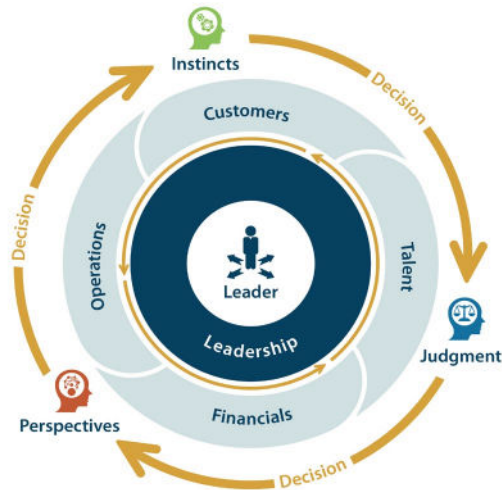 Instincts
Decision
Customers
Decision
Operations
Talent
Leader
Leadership
Judgment
Perspectives
Financials
Decision